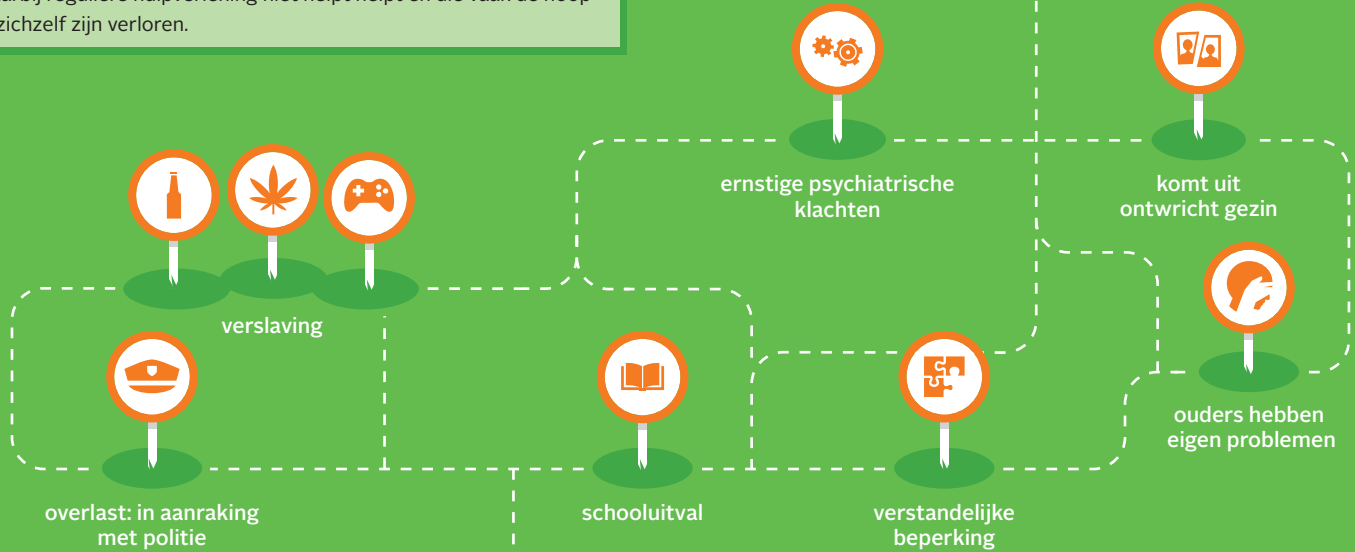 zichzelf zijn verloren.
ernstige psychiatrische
klachten
komt uit
ontwricht gezin
verslaving
ouders hebben
eigen problemen
overlast: in aanraking
met politie
schooluitval
verstandelijke
beperking